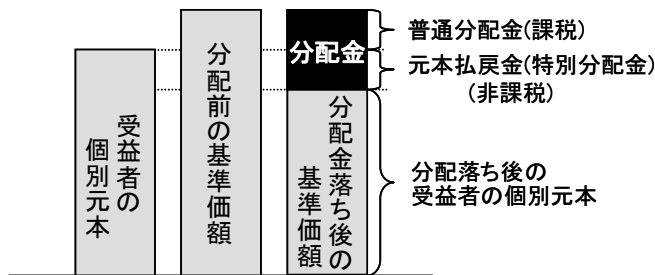 受益者の
個別元本
分配前の基準価額
分配金
分配金落ち後の
基準価額
普通分配金(課税)
元本払戻金(特別分配金)
(非課税)
分配落ち後の
受益者の個別元本